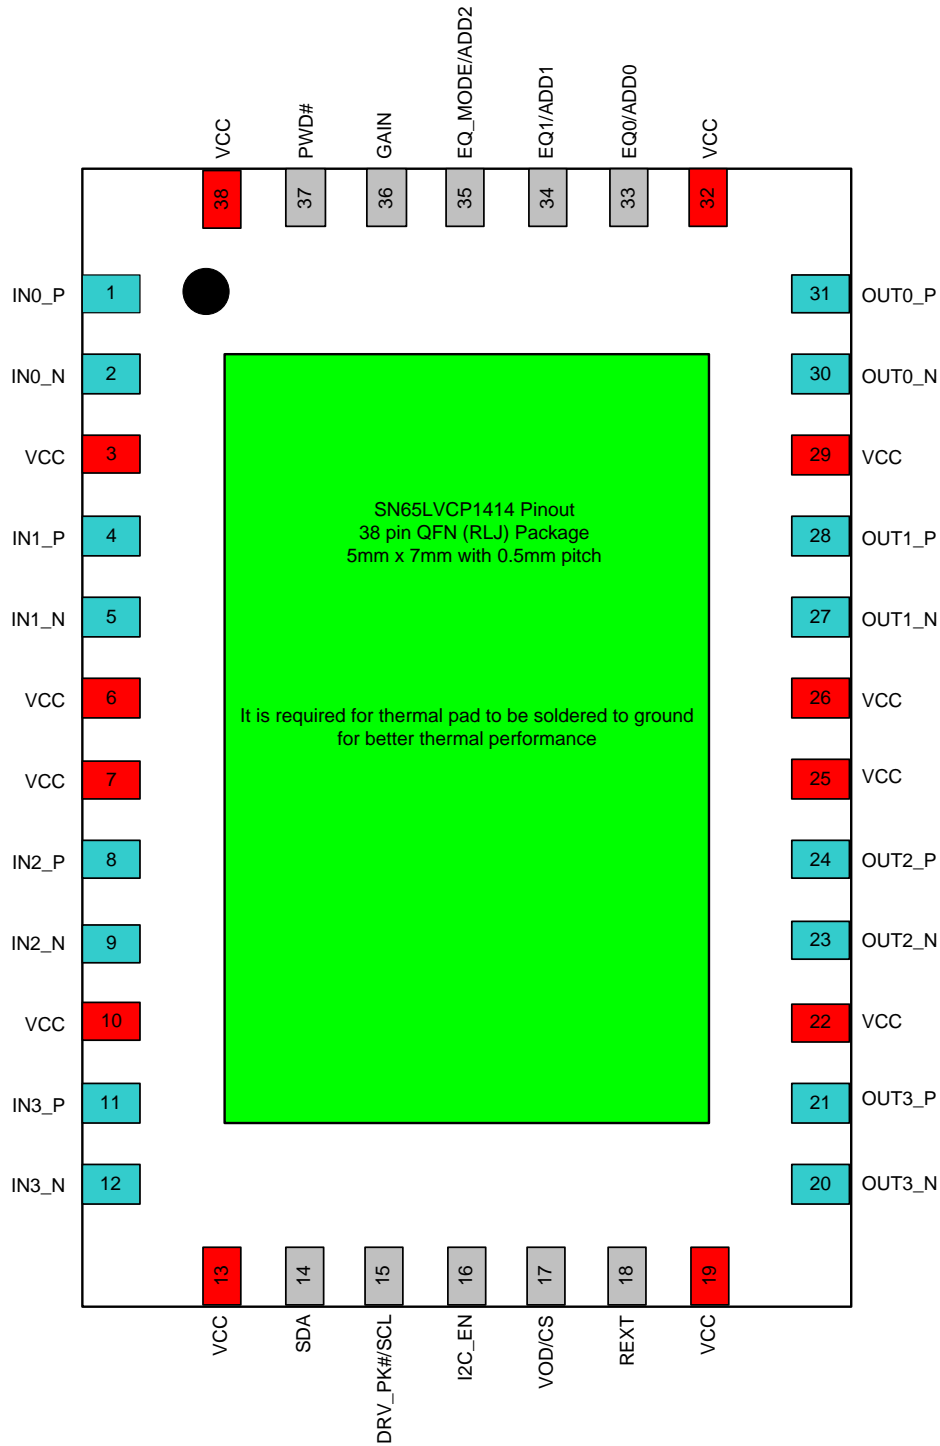 VCC
PWD#
GAIN
EQ_MODE/ADD2
EQ1/ADD1
EQ0/ADD0
VCC
38
37
36
35
34
33
32
IN0_P 1
31 OUT0_P
IN0_N 2
30 OUT0_N
VCC 3
29 VCC
IN1_P 4
28 OUT1_P
IN1_N 5
27 OUT1_N
VCC 6
26 VCC
VCC 7
25 VCC
IN2_P 8
24 OUT2_P
IN2_N 9
23 OUT2_N
VCC 10
22 VCC
IN3_P 11
21 OUT3_P
IN3_N 12
20 OUT3_N
SN65LVCP1414 Pinout
38 pin QFN (RLJ) Package
5mm x 7mm with 0.5mm pitch
It is required for thermal pad to be soldered to ground
for better thermal performance
13
14
15
16
17
18
19
VCC
SDA
DRV_PK#/SCL
I2C_EN
VOD/CS
REXT
VCC